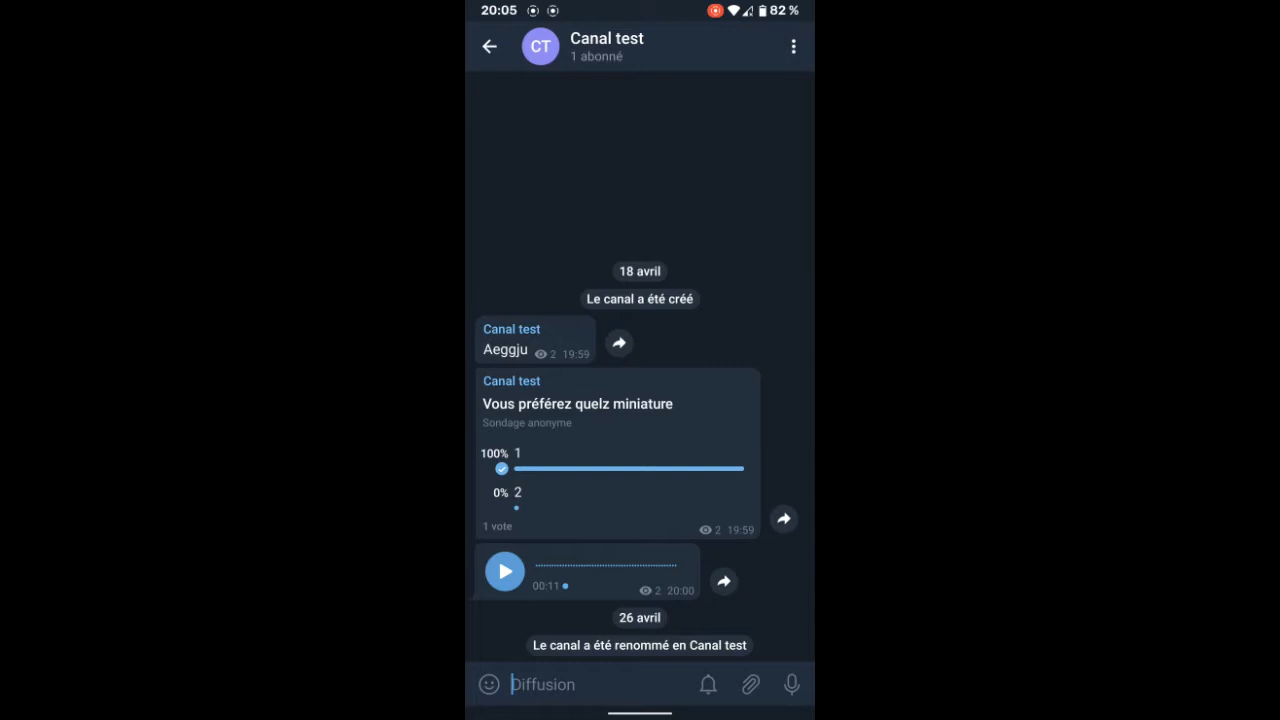 20:05 82 %
CT Canal test
1 abonné
18 avril
Le canal a été créé
Canal test
Aeggju 2 19:59
Canal test
Vous préférez quelz miniature
Sondage anonyme
100% 1
0% 2
1 vote 2 19:59
00:11 2 20:00
26 avril
Le canal a été renommé en Canal test
Diffusion